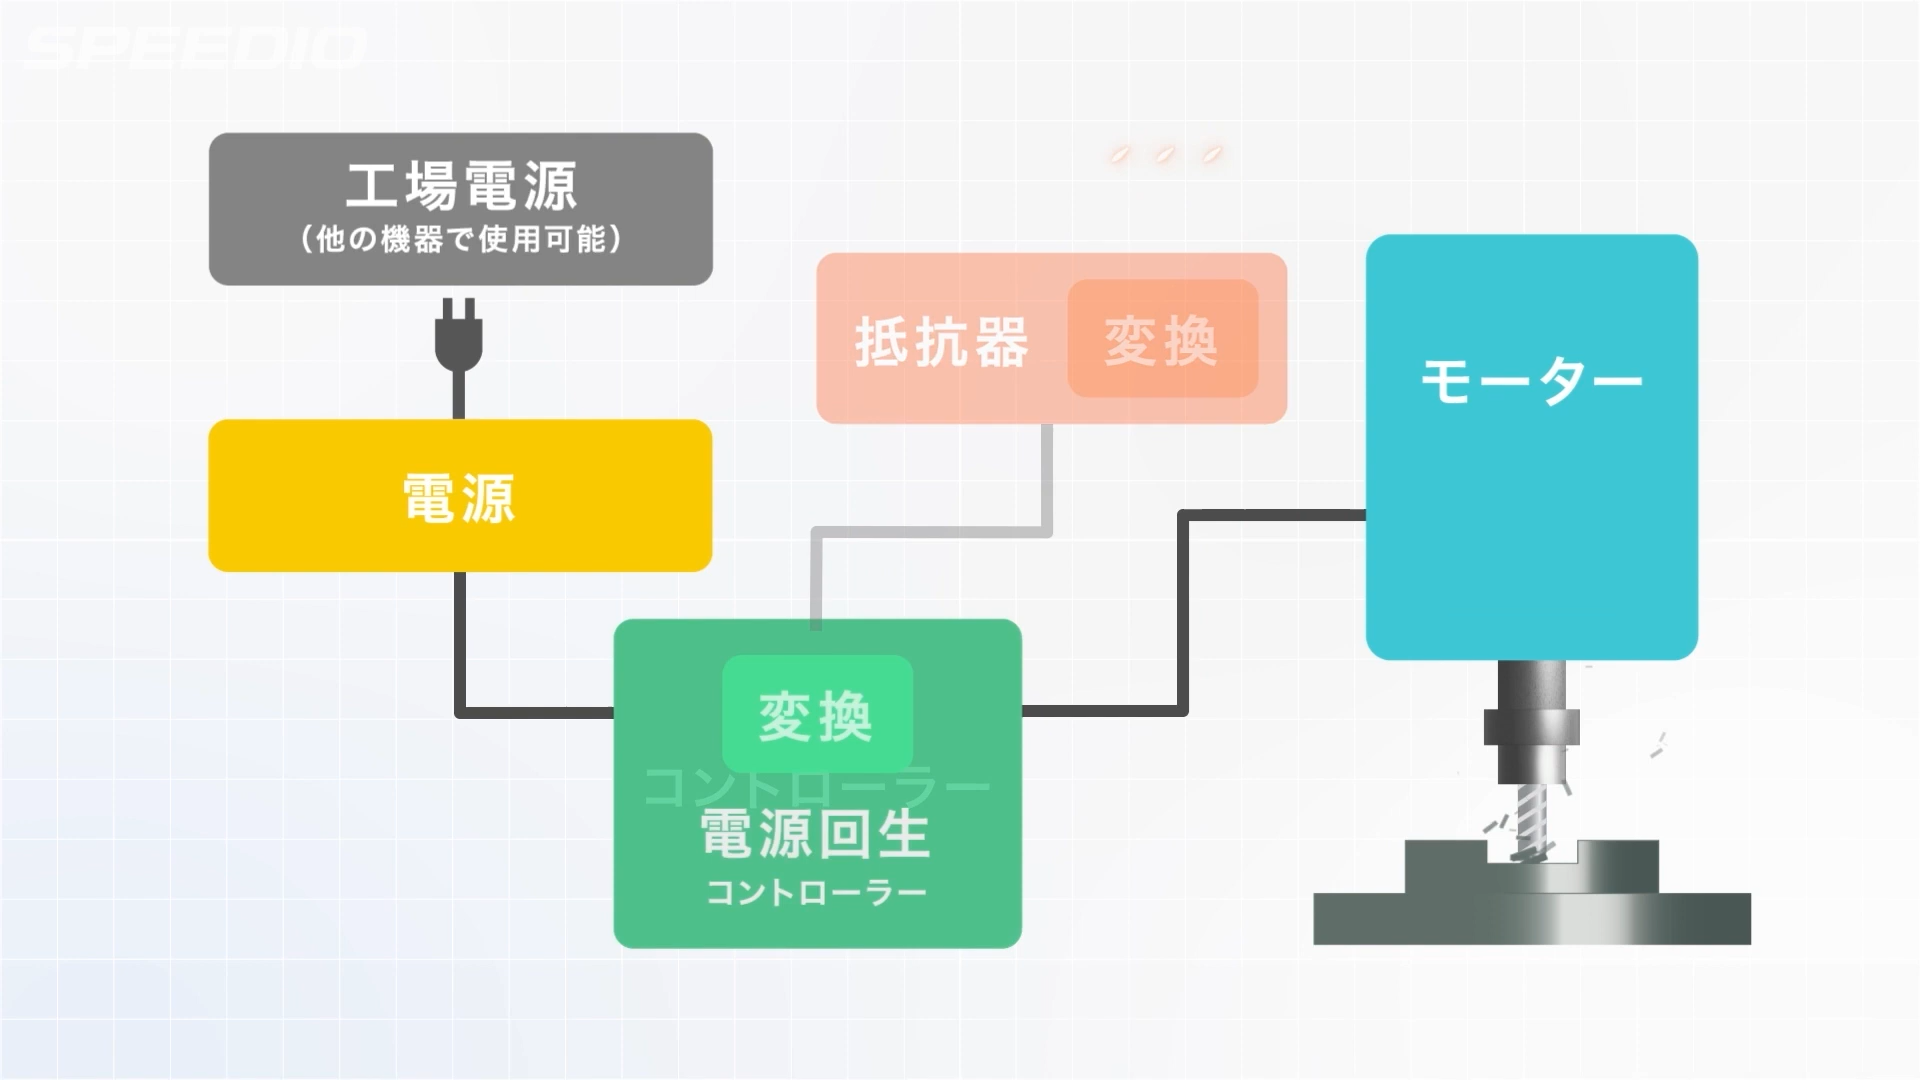 SPEEDIO
工場電源
（他の機器で使用可能）
抵抗器
変換
モーター
電源
変換
コントローラー
電源回生
コントローラー